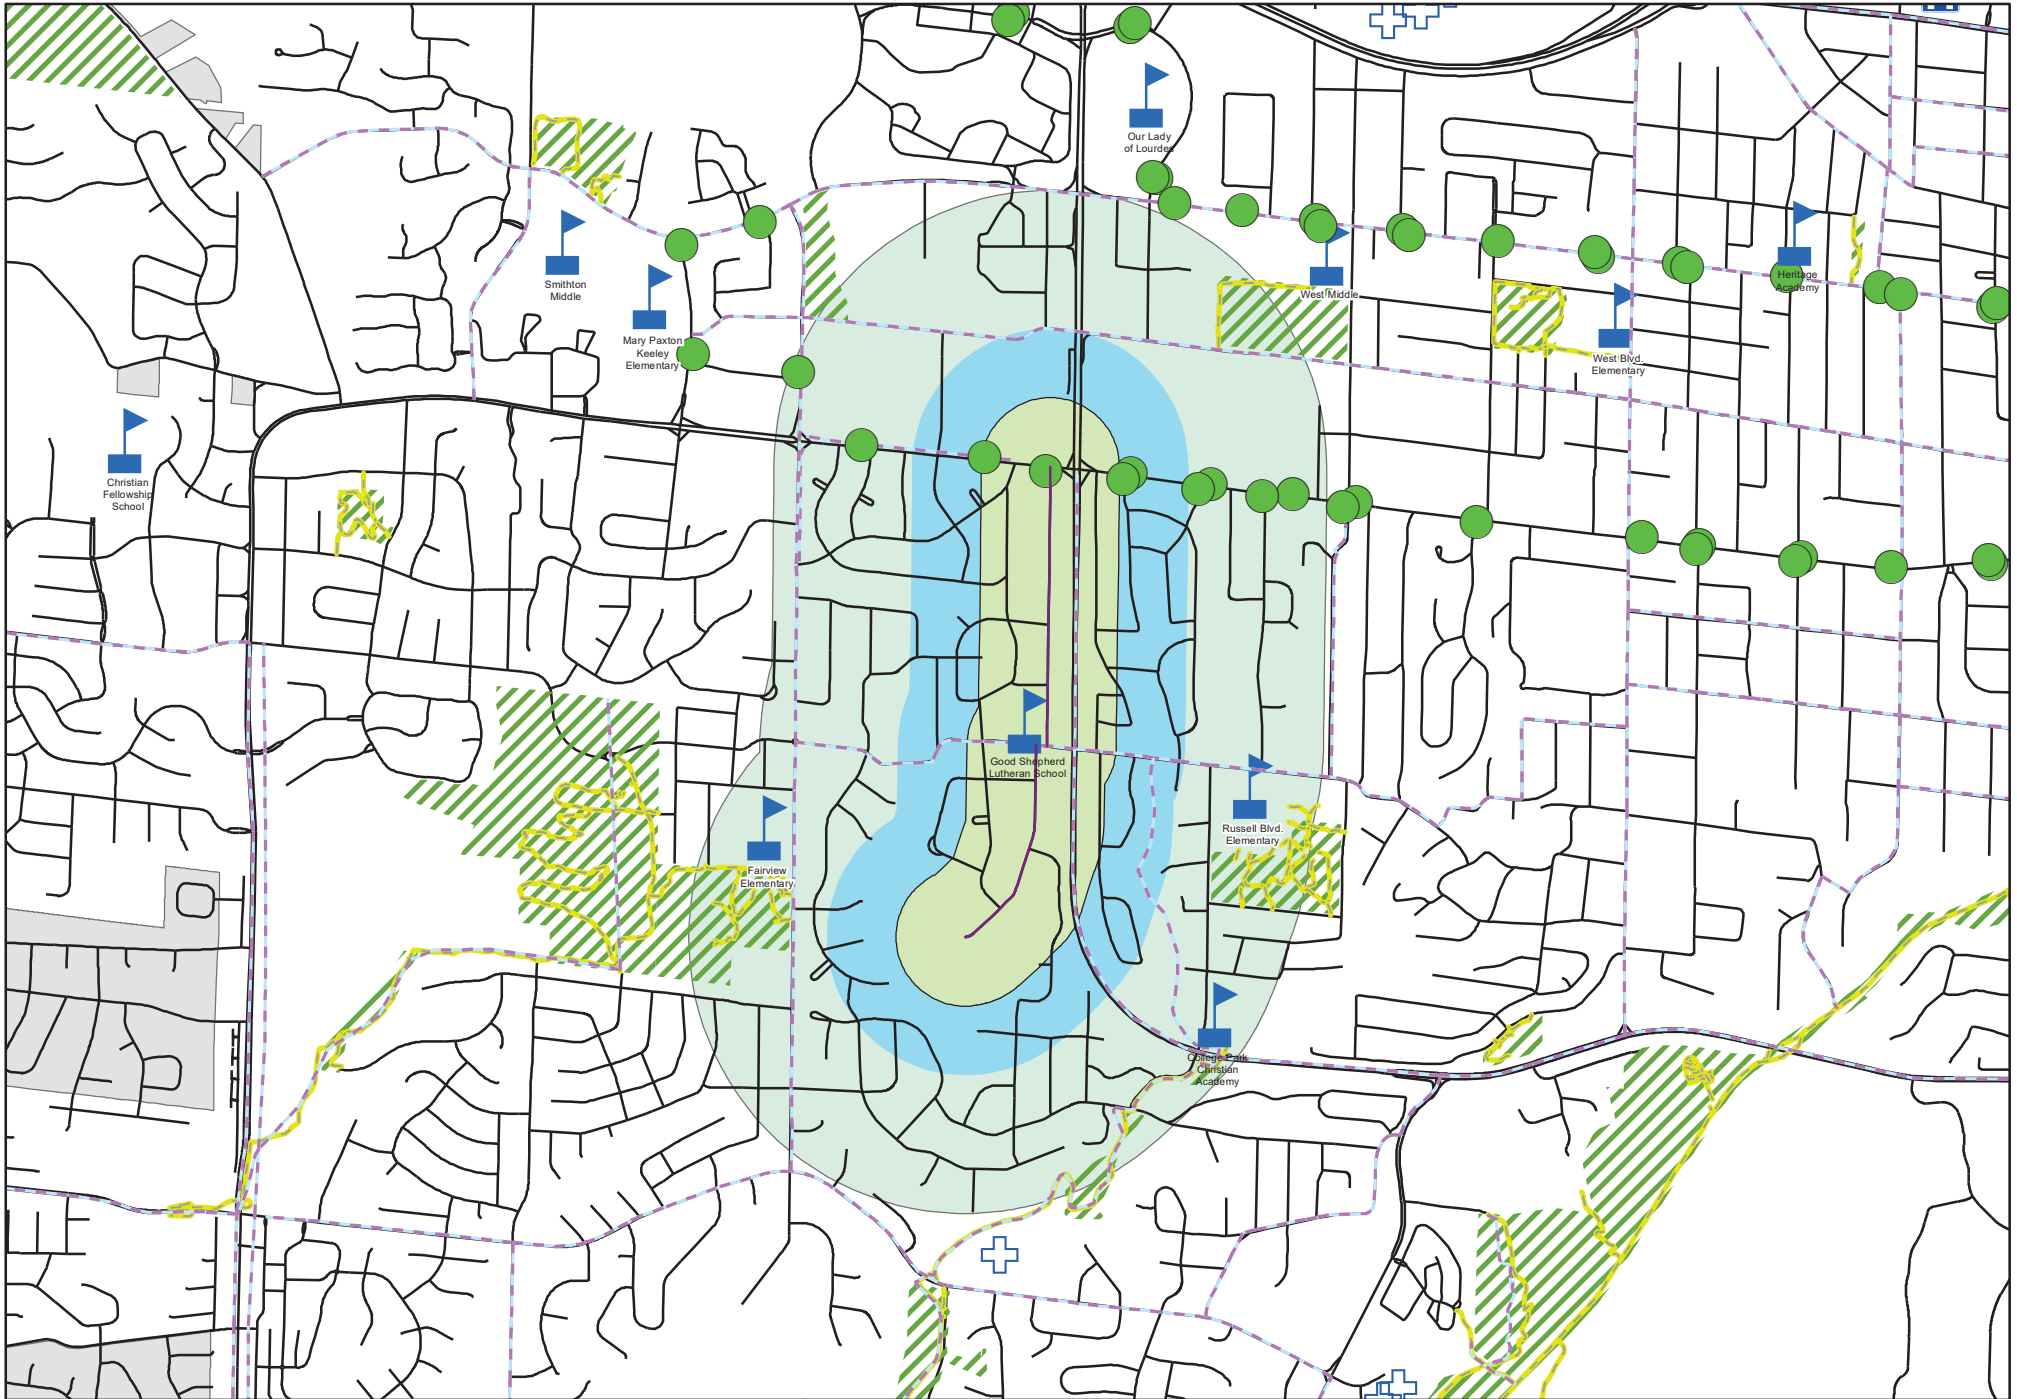 Our Lady
of Lourdes
Smithton
Middle
Heritage
Academy
West Middle
Mary Paxton
Keeley
Elementary
West Blvd.
Elementary
Christian
Fellowship
School
Good Shepherd
Lutheran School
Russell Blvd.
Elementary
Fairview
Elementary
College Park
Christian
Academy